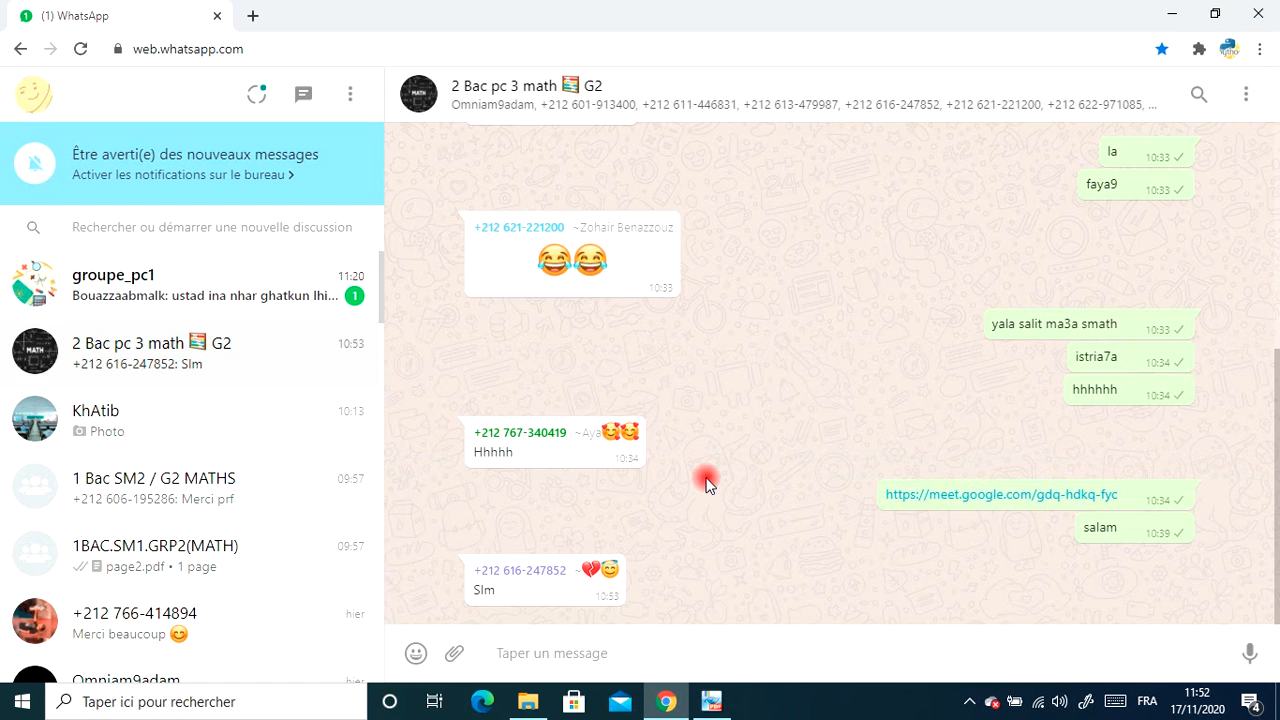 (1) WhatsApp
web.whatsapp.com
2 Bac pc 3 math G2
Omniam9adam, +212 601-913400, +212 611-446831, +212 613-479987, +212 616-247852, +212 621-221200, +212 622-971085, ...
Être averti(e) des nouveaux messages
Activer les notifications sur le bureau >
Rechercher ou démarrer une nouvelle discussion
groupe_pc1 11:20
Bouazzaabmalk: ustad ina nhar ghatkun lhi... 1
2 Bac pc 3 math G2 10:53
+212 616-247852: Slm
KhAtib 10:13
Photo
1 Bac SM2 / G2 MATHS 09:57
+212 606-195286: Merci prf
1BAC.SM1.GRP2(MATH) 09:57
page2.pdf • 1 page
+212 766-414894 hier
Merci beaucoup 😊
Omniam9adam hier
la 10:33
faya9 10:33
+212 621-221200 ~Zohair Benazzouz
😂😂
10:33
yala salit ma3a smath 10:33
istria7a 10:34
hhhhhh 10:34
+212 767-340419 ~Aya🥰🥰
Hhhhh 10:34
https://meet.google.com/gdq-hdkq-fyc 10:34
salam 10:39
+212 616-247852 ~💔😇
Slm 10:53
Taper un message
Taper ici pour rechercher
FRA
11:52
17/11/2020
4